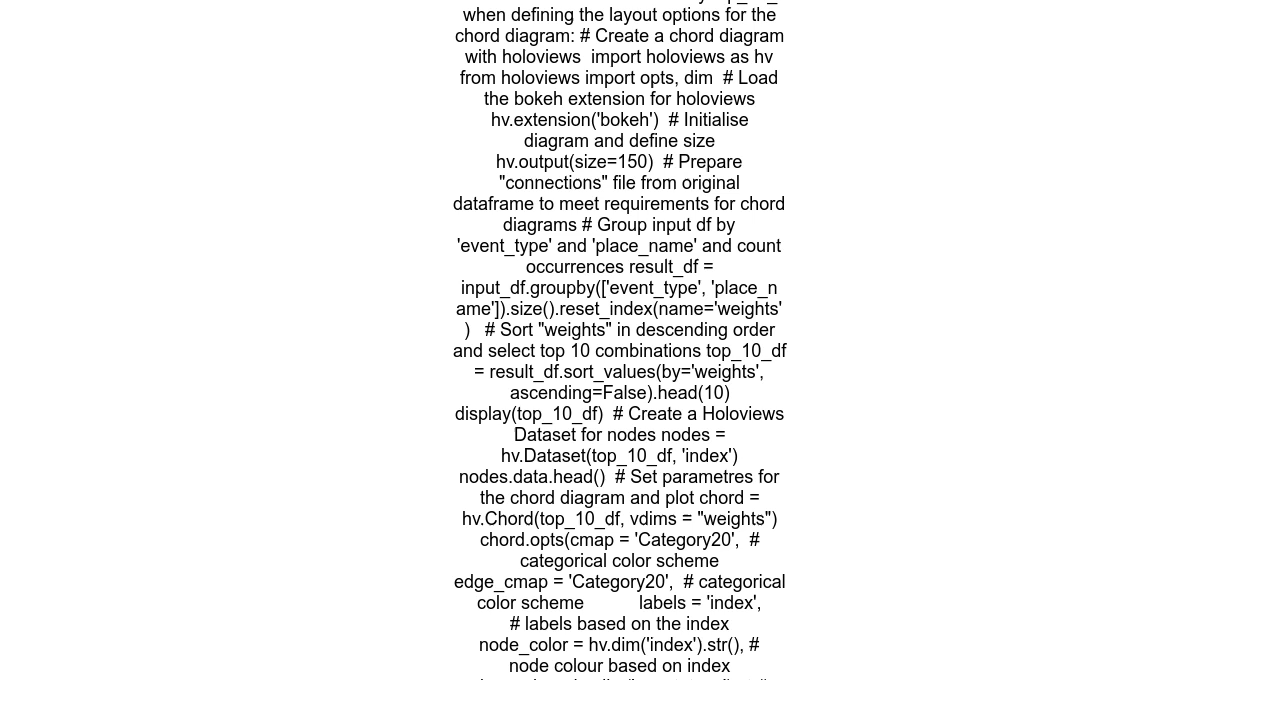 when defining the layout options for the
chord diagram: # Create a chord diagram
with holoviews  import holoviews as hv
from holoviews import opts, dim  # Load
the bokeh extension for holoviews
hv.extension('bokeh')  # Initialise
diagram and define size
hv.output(size=150)  # Prepare
"connections" file from original
dataframe to meet requirements for chord
diagrams # Group input df by
'event_type' and 'place_name' and count
occurrences result_df =
input_df.groupby(['event_type', 'place_n
ame']).size().reset_index(name='weights'
)   # Sort "weights" in descending order
and select top 10 combinations top_10_df
= result_df.sort_values(by='weights',
ascending=False).head(10)
display(top_10_df)  # Create a Holoviews
Dataset for nodes nodes =
hv.Dataset(top_10_df, 'index')
nodes.data.head()  # Set parametres for
the chord diagram and plot chord =
hv.Chord(top_10_df, vdims = "weights")
chord.opts(cmap = 'Category20',  #
categorical color scheme
edge_cmap = 'Category20',  # categorical
color scheme           labels = 'index',
# labels based on the index
node_color = hv.dim('index').str(), #
node colour based on index